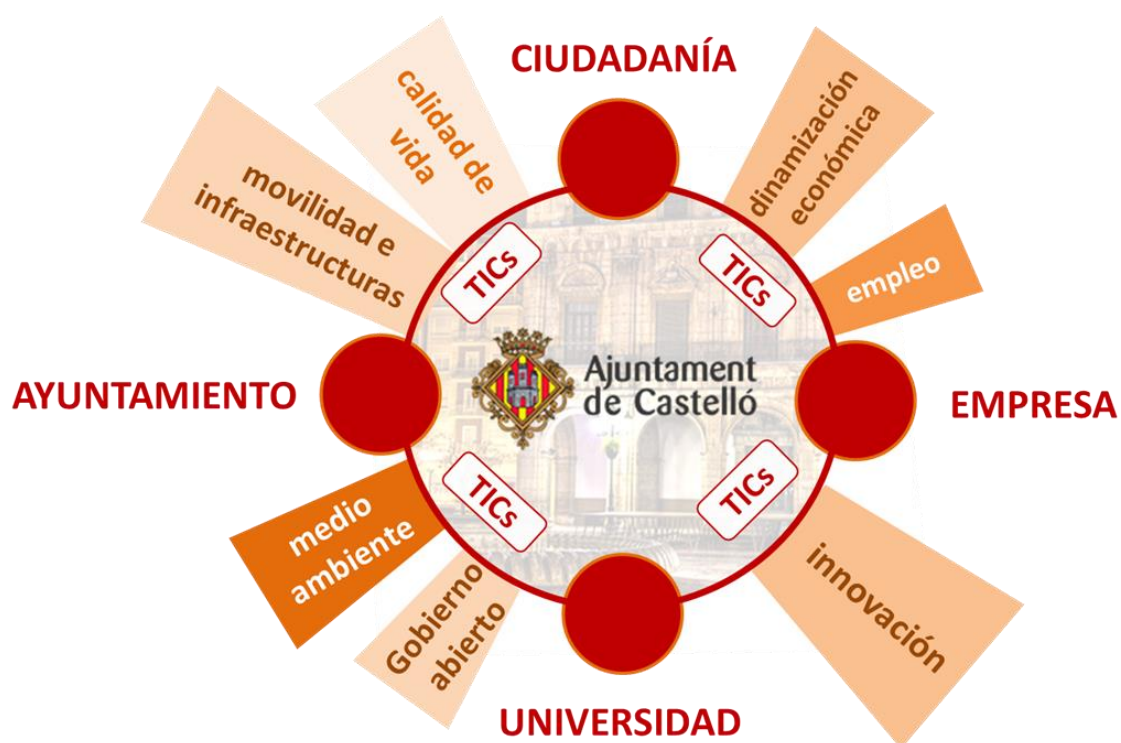 CIUDADANÍA
calidad de
vida
dinamización
económica
movilidad e
infraestructuras
empleo
TICs
TICs
Ajuntament
de Castelló
AYUNTAMIENTO
EMPRESA
TICs
TICs
medio
ambiente
Gobierno
abierto
innovación
UNIVERSIDAD